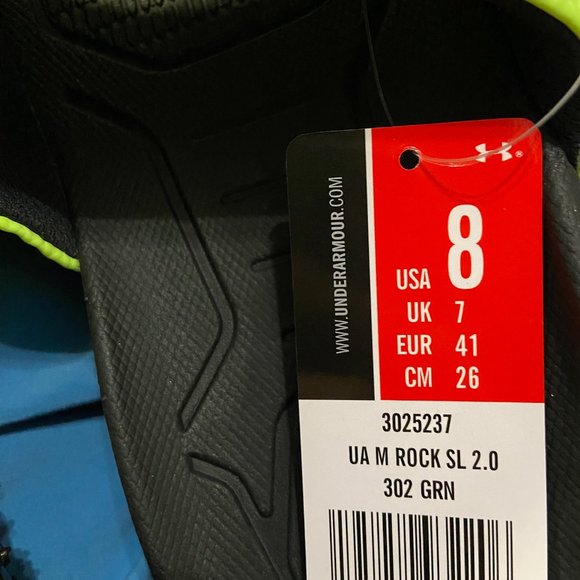 WWW.UNDERARMOUR.COM
USA 8
UK 7
EUR 41
CM 26
3025237
UA M ROCK SL 2.0
302 GRN